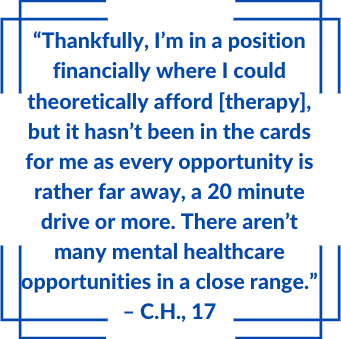 “Thankfully, I’m in a position
financially where I could
theoretically afford [therapy],
but it hasn’t been in the cards
for me as every opportunity is
rather far away, a 20 minute
drive or more. There aren’t
many mental healthcare
opportunities in a close range.”
– C.H., 17